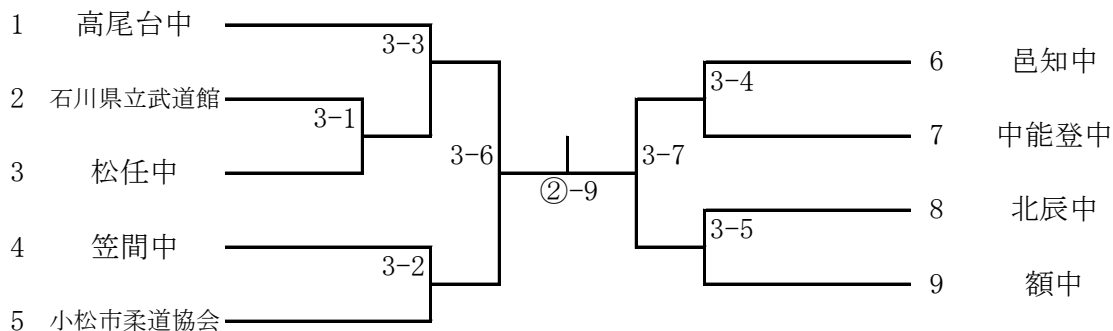 1 高尾台中
3-3
2 石川県立武道館
3-1
3 松任中
3-6
4 笠間中
3-2
5 小松市柔道協会
②-9
6 邑知中
3-4
7 中能登中
3-7
8 北辰中
3-5
9 額中